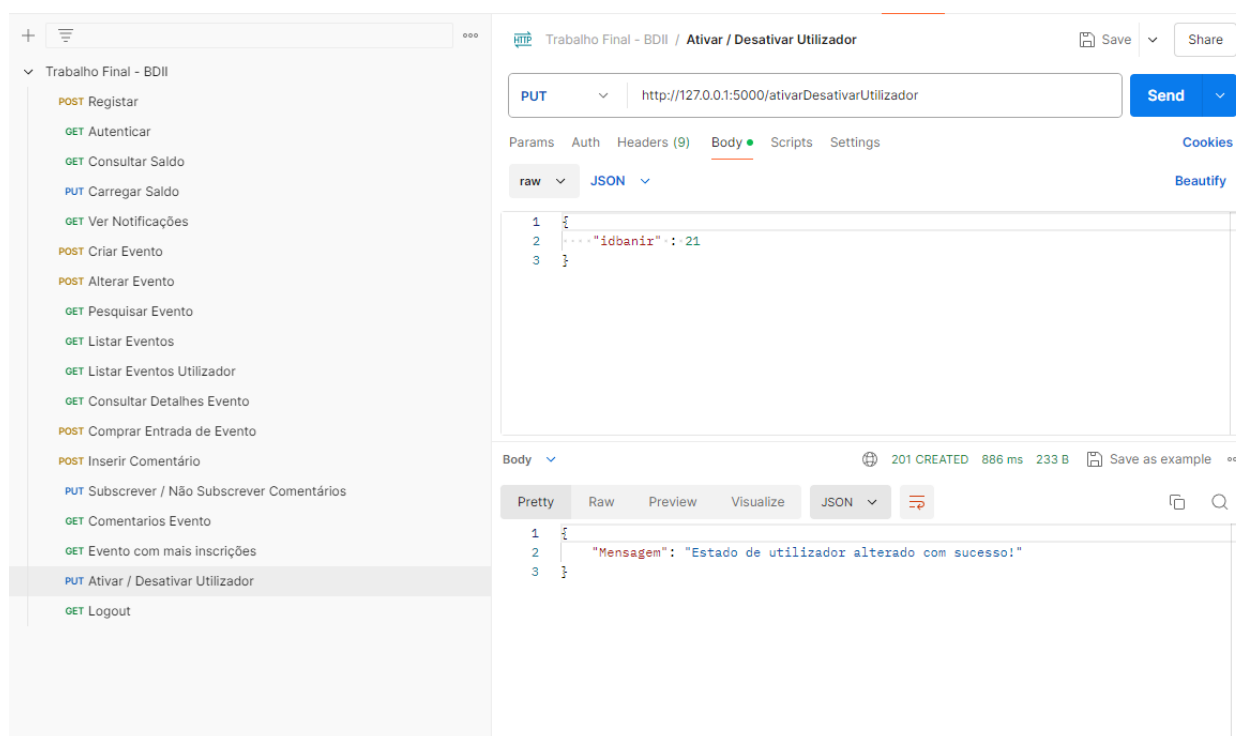 HTTP Trabalho Final - BDII / Ativar / Desativar Utilizador Save Share
Trabalho Final - BDII
POST Registar
GET Autenticar
GET Consultar Saldo
PUT Carregar Saldo
GET Ver Notificações
POST Criar Evento
POST Alterar Evento
GET Pesquisar Evento
GET Listar Eventos
GET Listar Eventos Utilizador
GET Consultar Detalhes Evento
POST Comprar Entrada de Evento
POST Inserir Comentário
PUT Subscrever / Não Subscrever Comentários
GET Comentarios Evento
GET Evento com mais inscrições
PUT Ativar / Desativar Utilizador
GET Logout
PUT http://127.0.0.1:5000/ativarDesativarUtilizador Send
Params Auth Headers (9) Body Scripts Settings Cookies
raw JSON Beautify
1 {
2 "idbanir" : 21
3 }
Body 201 CREATED 886 ms 233 B Save as example
Pretty Raw Preview Visualize JSON
1 {
2 "Mensagem": "Estado de utilizador alterado com sucesso!"
3 }